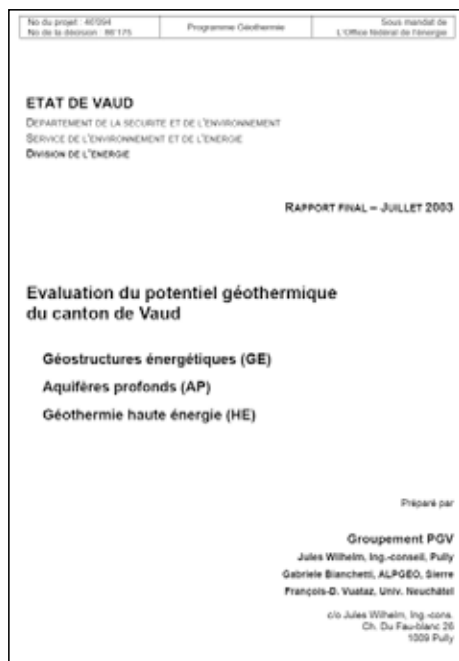 No du projet : 46'094
No de la décision : 86'175
Programme Géothermie
Sous mandat de
L'Office fédéral de l'énergie
ETAT DE VAUD
DEPARTEMENT DE LA SECURITE ET DE L'ENVIRONNEMENT
SERVICE DE L'ENVIRONNEMENT ET DE L'ENERGIE
DIVISION DE L'ENERGIE
RAPPORT FINAL – JUILLET 2003
Evaluation du potentiel géothermique
du canton de Vaud
Géostructures énergétiques (GE)
Aquifères profonds (AP)
Géothermie haute énergie (HE)
Préparé par
Groupement PGV
Jules Wilhelm, Ing.-conseil, Pully
Gabriele Bianchetti, ALPGEO, Sierre
François-D. Vuataz, Univ. Neuchâtel
c/o Jules Wilhelm, Ing.-cons.
Ch. Du Fau-blanc 26
1009 Pully